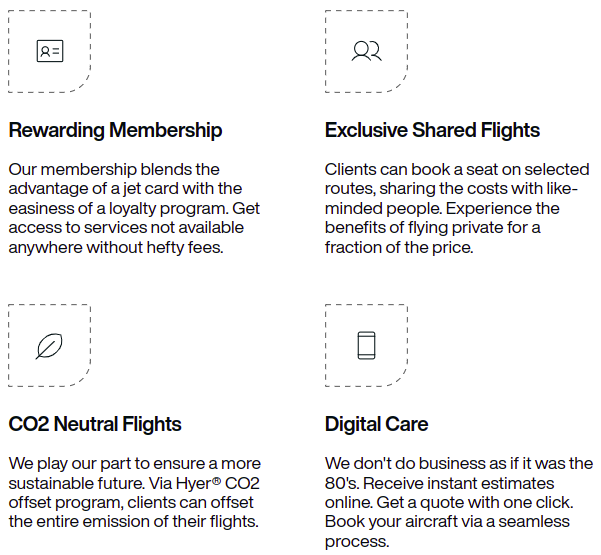 Rewarding Membership
Our membership blends the
advantage of a jet card with the
easiness of a loyalty program. Get
access to services not available
anywhere without hefty fees.
Exclusive Shared Flights
Clients can book a seat on selected
routes, sharing the costs with like-
minded people. Experience the
benefits of flying private for a
fraction of the price.
CO2 Neutral Flights
We play our part to ensure a more
sustainable future. Via Hyer® CO2
offset program, clients can offset
the entire emission of their flights.
Digital Care
We don't do business as if it was the
80's. Receive instant estimates
online. Get a quote with one click.
Book your aircraft via a seamless
process.